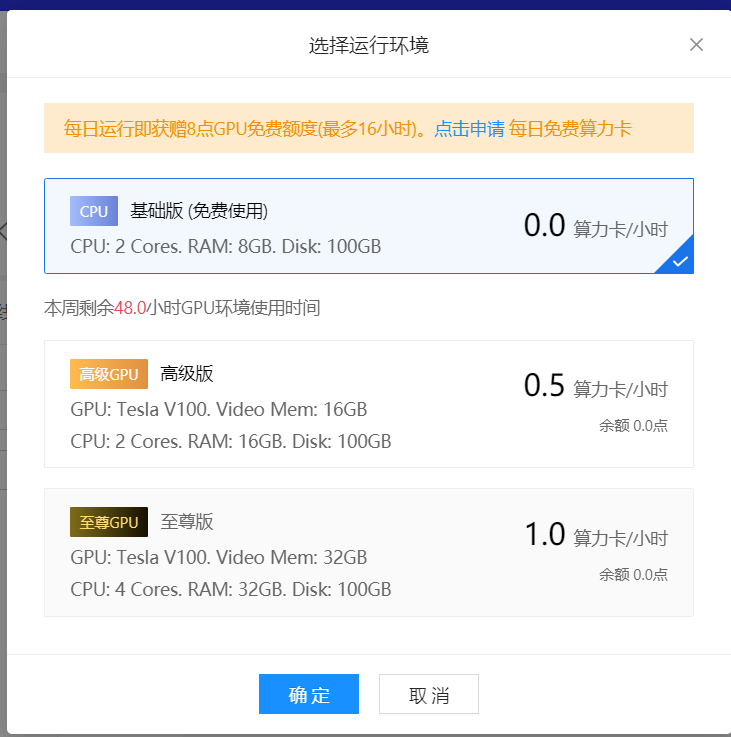 选择运行环境
每日运行即获赠8点GPU免费额度(最多16小时)。点击申请 每日免费算力卡
CPU 基础版 (免费使用)
0.0 算力卡/小时
CPU: 2 Cores. RAM: 8GB. Disk: 100GB
本周剩余48.0小时GPU环境使用时间
高级GPU 高级版
0.5 算力卡/小时
GPU: Tesla V100. Video Mem: 16GB
余额 0.0点
CPU: 2 Cores. RAM: 16GB. Disk: 100GB
至尊GPU 至尊版
1.0 算力卡/小时
GPU: Tesla V100. Video Mem: 32GB
余额 0.0点
CPU: 4 Cores. RAM: 32GB. Disk: 100GB
确 定
取 消